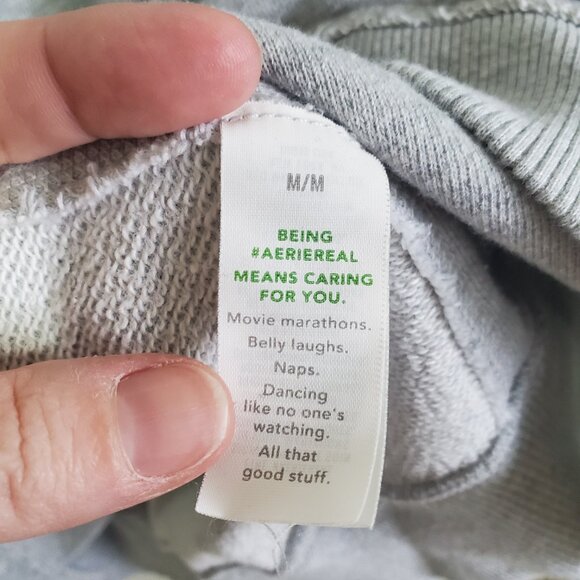 M/M
BEING
#AERIEREAL
MEANS CARING
FOR YOU.
Movie marathons.
Belly laughs.
Naps.
Dancing
like no one's
watching.
All that
good stuff.